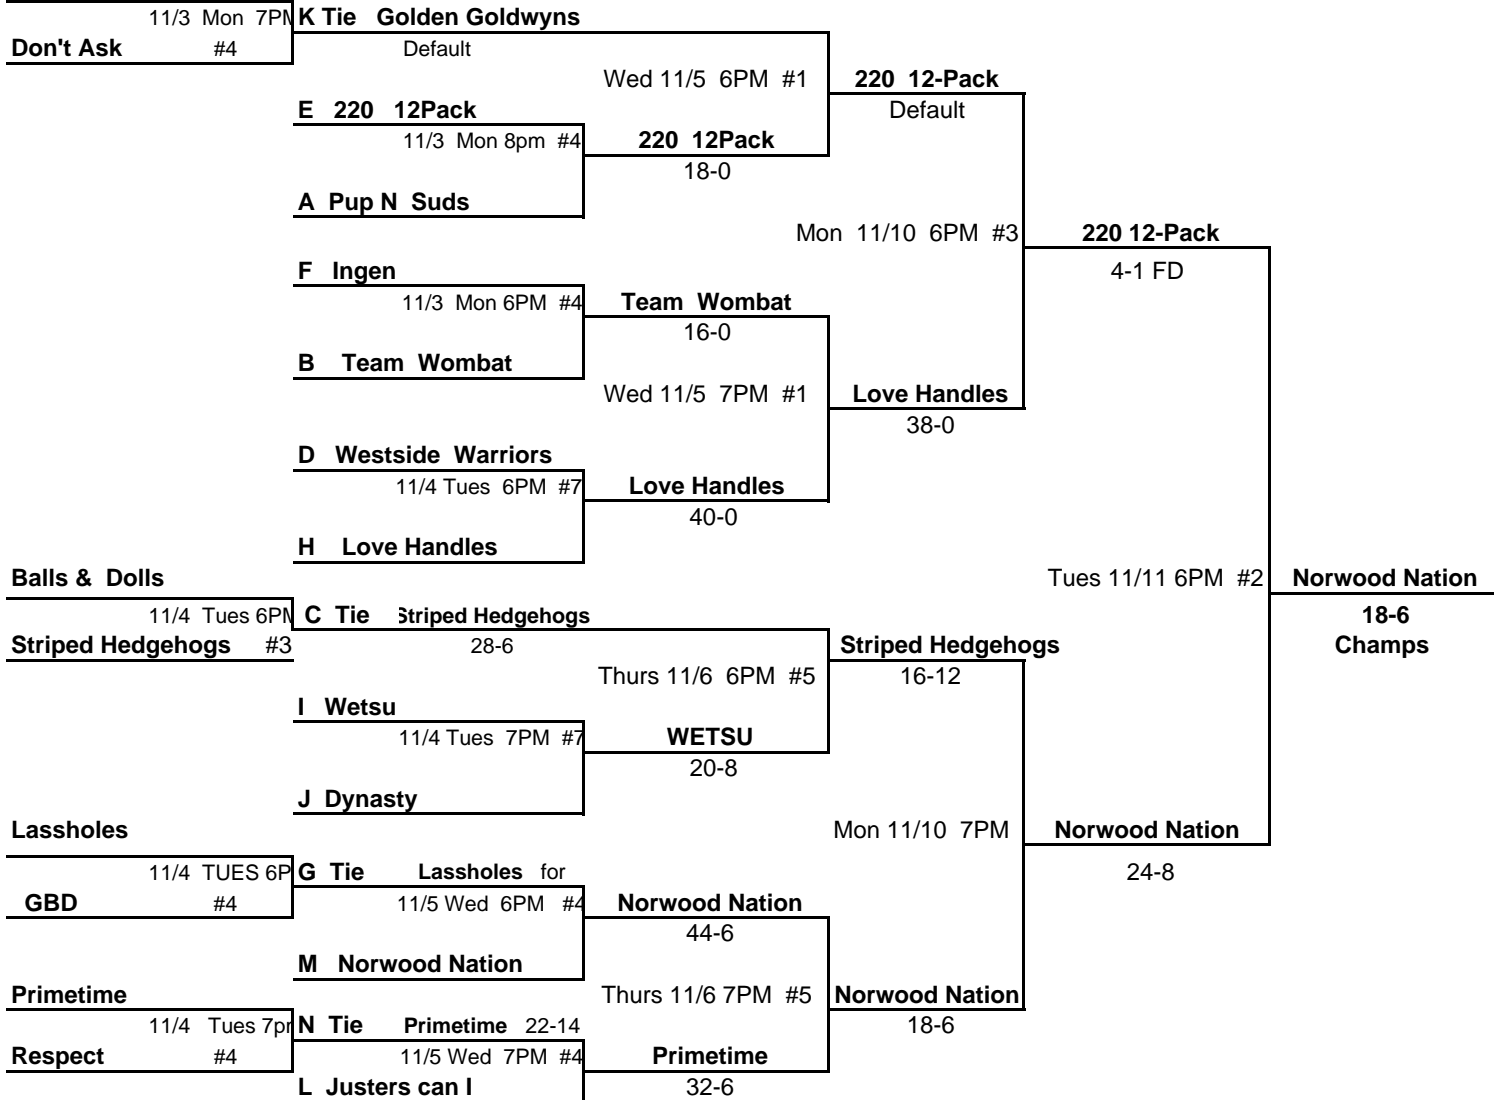 11/3 Mon 7PM K Tie Golden Goldwyns
Don't Ask #4 Default
Wed 11/5 6PM #1 220 12-Pack
E 220 12Pack Default
11/3 Mon 8pm #4 220 12Pack
18-0
A Pup N Suds
Mon 11/10 6PM #3 220 12-Pack
F Ingen 4-1 FD
11/3 Mon 6PM #4 Team Wombat
16-0
B Team Wombat
Wed 11/5 7PM #1 Love Handles
38-0
D Westside Warriors
11/4 Tues 6PM #7 Love Handles
40-0
H Love Handles
Balls & Dolls Tues 11/11 6PM #2 Norwood Nation
11/4 Tues 6PM C Tie Striped Hedgehogs 18-6
Striped Hedgehogs #3 28-6 Striped Hedgehogs Champs
Thurs 11/6 6PM #5 16-12
I Wetsu
11/4 Tues 7PM #7 WETSU
20-8
J Dynasty
Lassholes Mon 11/10 7PM Norwood Nation
11/4 TUES 6P G Tie Lassholes for 24-8
GBD #4 11/5 Wed 6PM #4 Norwood Nation
44-6
M Norwood Nation
Primetime Thurs 11/6 7PM #5 Norwood Nation
11/4 Tues 7pm N Tie Primetime 22-14 18-6
Respect #4 11/5 Wed 7PM #4 Primetime
L Justers can I 32-6